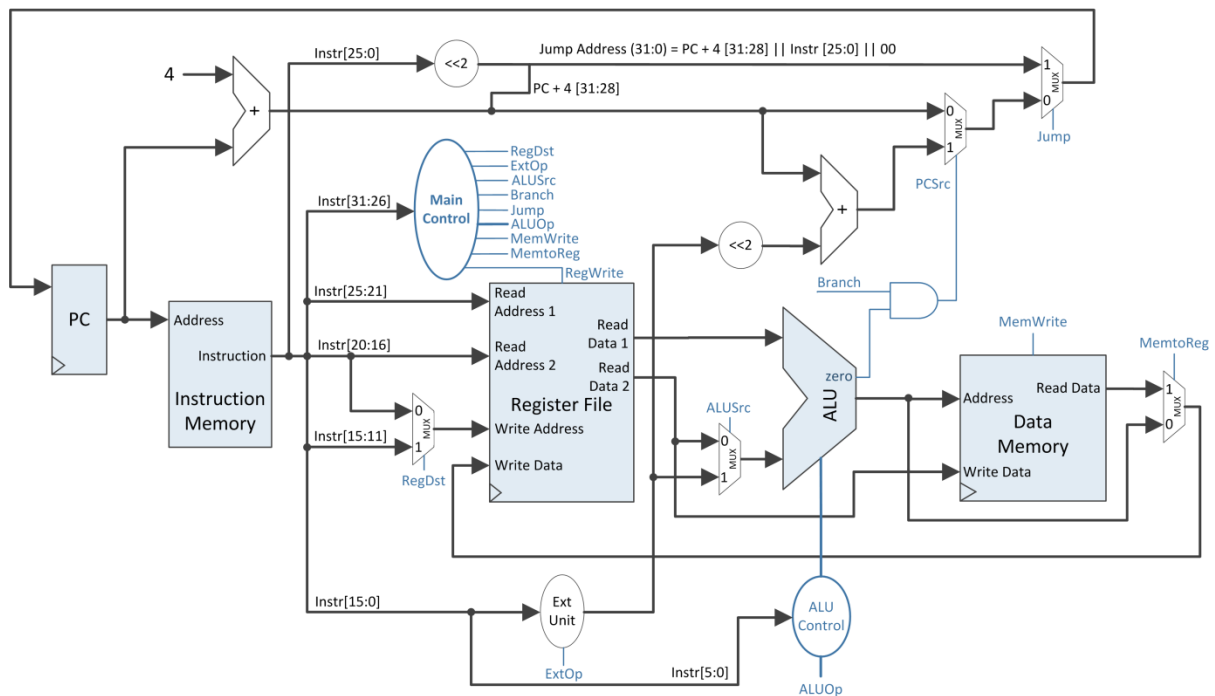 Instr[25:0]
<<2
Jump Address (31:0) = PC + 4 [31:28] || Instr [25:0] || 00
1
MUX
0
Jump
4
+
PC + 4 [31:28]
0
MUX
1
PCSrc
Main
Control
RegDst
ExtOp
ALUSrc
Branch
Jump
ALUOp
MemWrite
MemtoReg
RegWrite
Instr[31:26]
+
<<2
PC
Address
Instruction
Instruction
Memory
Instr[25:21]
Instr[20:16]
Instr[15:11]
0
MUX
1
RegDst
Read
Address 1
Read
Address 2
Read
Data 1
Read
Data 2
Register File
Write Address
Write Data
ALUSrc
0
MUX
1
Branch
zero
ALU
MemWrite
Address
Read Data
Data
Memory
Write Data
MemtoReg
1
MUX
0
Instr[15:0]
Ext
Unit
ExtOp
Instr[5:0]
ALU
Control
ALUOp